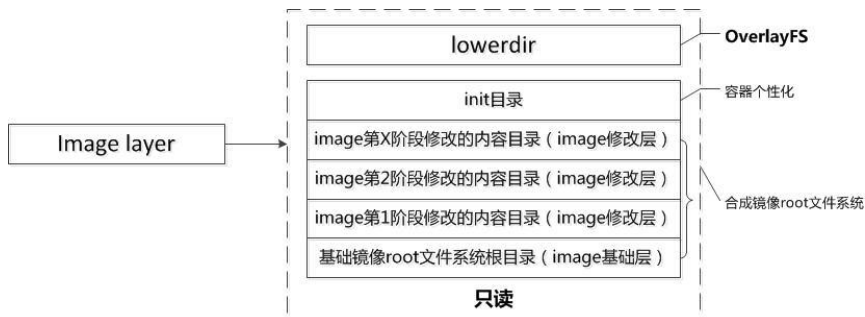 lowerdir
OverlayFS
init目录
容器个性化
Image layer
image第X阶段修改的内容目录（image修改层）
image第2阶段修改的内容目录（image修改层）
合成镜像root文件系统
image第1阶段修改的内容目录（image修改层）
基础镜像root文件系统根目录（image基础层）
只读